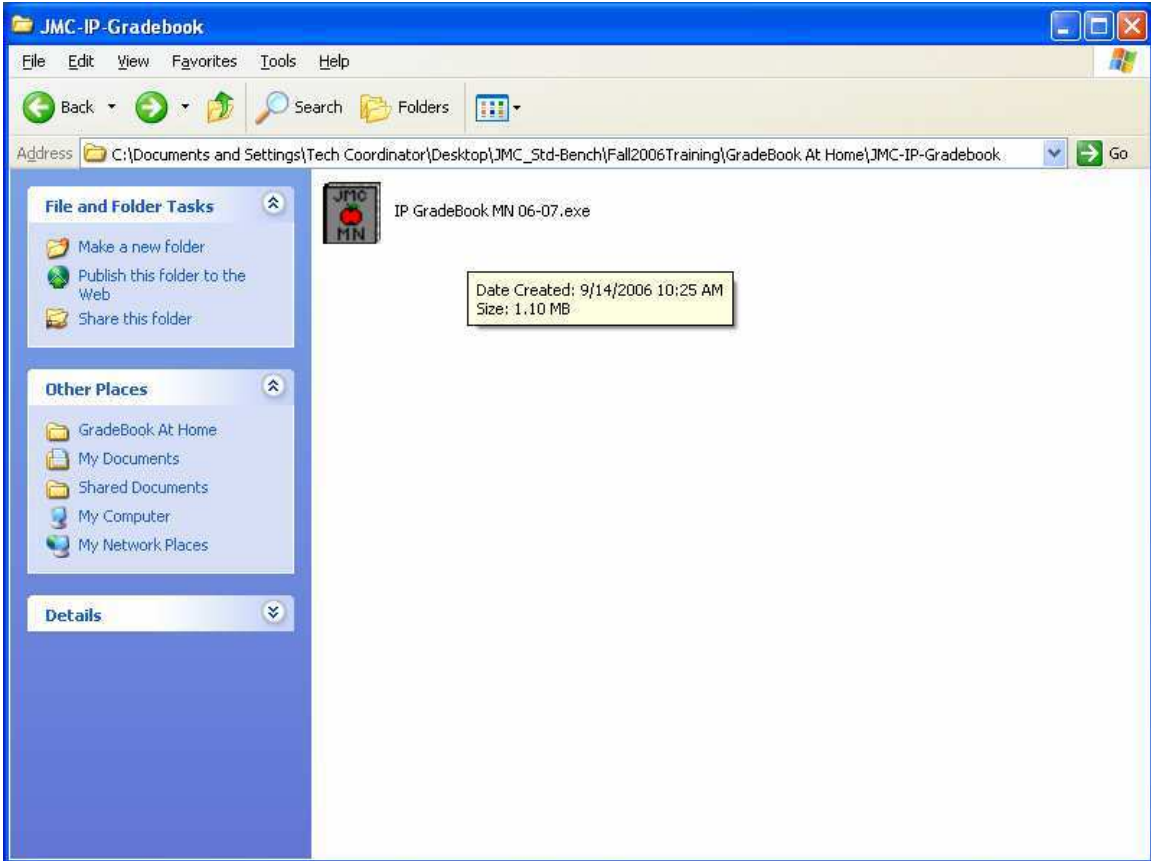 JMC-IP-Gradebook
File Edit View Favorites Tools Help
Back Search Folders
Address C:\Documents and Settings\Tech Coordinator\Desktop\JMC_Std-Bench\Fall2006Training\GradeBook At Home\JMC-IP-Gradebook Go
File and Folder Tasks
Make a new folder
Publish this folder to the
Web
Share this folder
Other Places
GradeBook At Home
My Documents
Shared Documents
My Computer
My Network Places
Details
JMC
MN
IP GradeBook MN 06-07.exe
Date Created: 9/14/2006 10:25 AM
Size: 1.10 MB